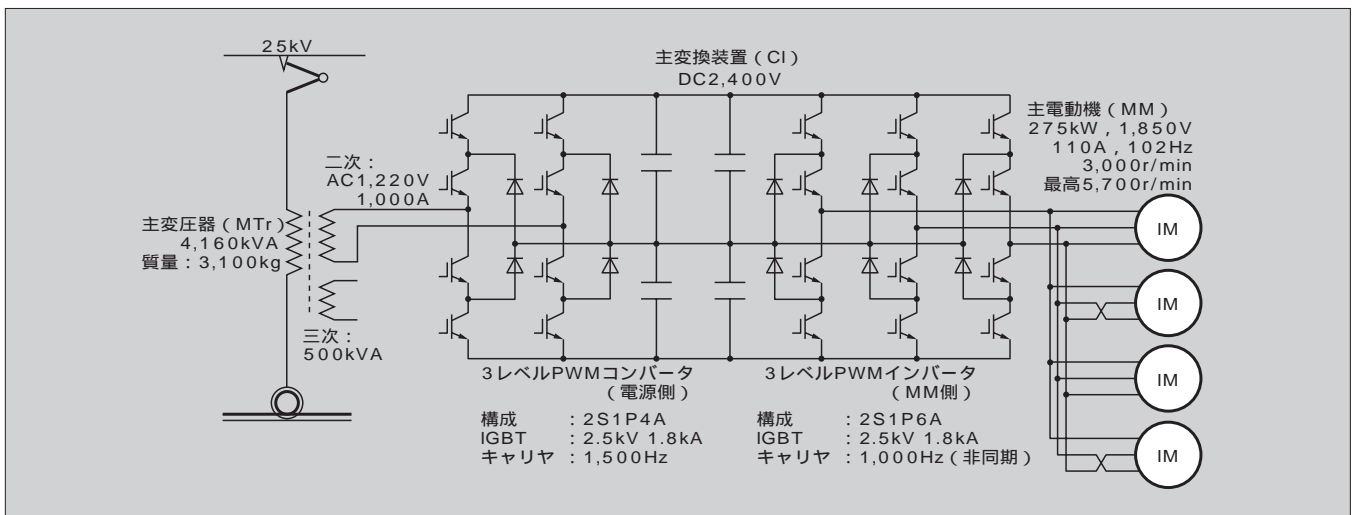 25kV
主変換装置（CI）
DC2,400V
主電動機（MM）
275kW，1,850V
110A，102Hz
3,000r/min
最高5,700r/min
二次：
AC1,220V
1,000A
主変圧器（MTr）
4,160kVA
質量：3,100kg
三次：
500kVA
IM
IM
IM
IM
3レベルPWMコンバータ
（電源側）
構成　：2S1P4A
IGBT　：2.5kV 1.8kA
キャリヤ：1,500Hz
3レベルPWMインバータ
（MM側）
構成　：2S1P6A
IGBT　：2.5kV 1.8kA
キャリヤ：1,000Hz（非同期）